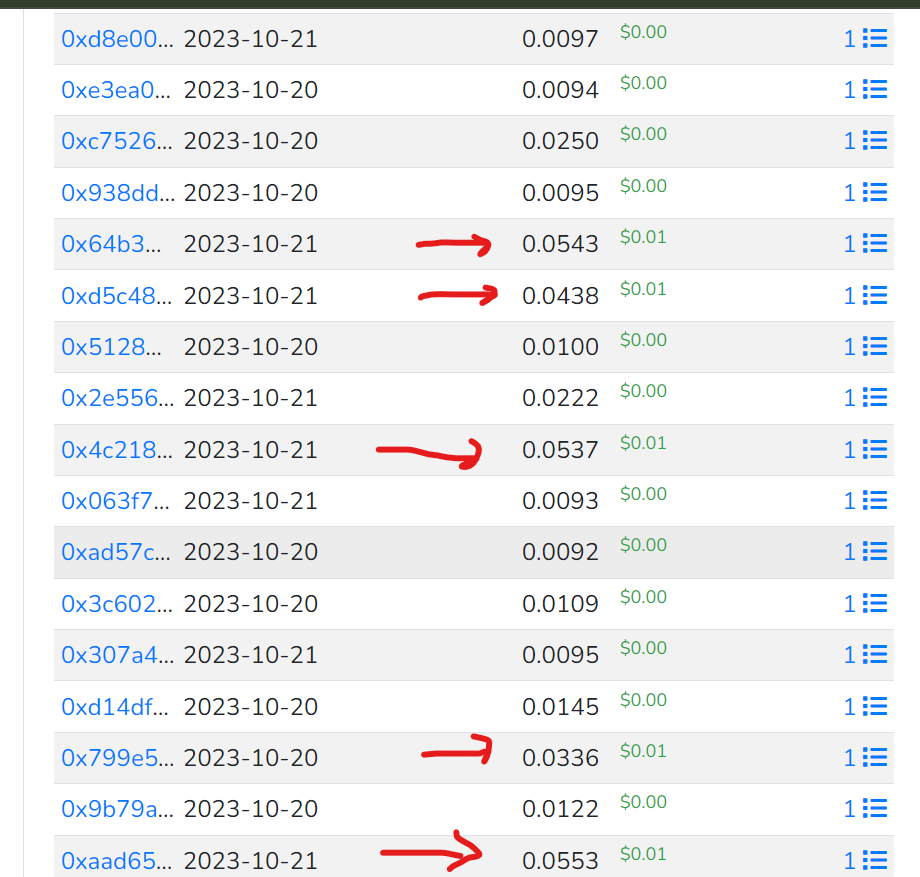 0xd8e00... 2023-10-21 0.0097 $0.00 1
0xe3ea0... 2023-10-20 0.0094 $0.00 1
0xc7526... 2023-10-20 0.0250 $0.00 1
0x938dd... 2023-10-20 0.0095 $0.00 1
0x64b3... 2023-10-21 0.0543 $0.01 1
0xd5c48... 2023-10-21 0.0438 $0.01 1
0x5128... 2023-10-20 0.0100 $0.00 1
0x2e556... 2023-10-21 0.0222 $0.00 1
0x4c218... 2023-10-21 0.0537 $0.01 1
0x063f7... 2023-10-21 0.0093 $0.00 1
0xad57c... 2023-10-20 0.0092 $0.00 1
0x3c602... 2023-10-20 0.0109 $0.00 1
0x307a4... 2023-10-21 0.0095 $0.00 1
0xd14df... 2023-10-20 0.0145 $0.00 1
0x799e5... 2023-10-20 0.0336 $0.01 1
0x9b79a... 2023-10-20 0.0122 $0.00 1
0xaad65... 2023-10-21 0.0553 $0.01 1